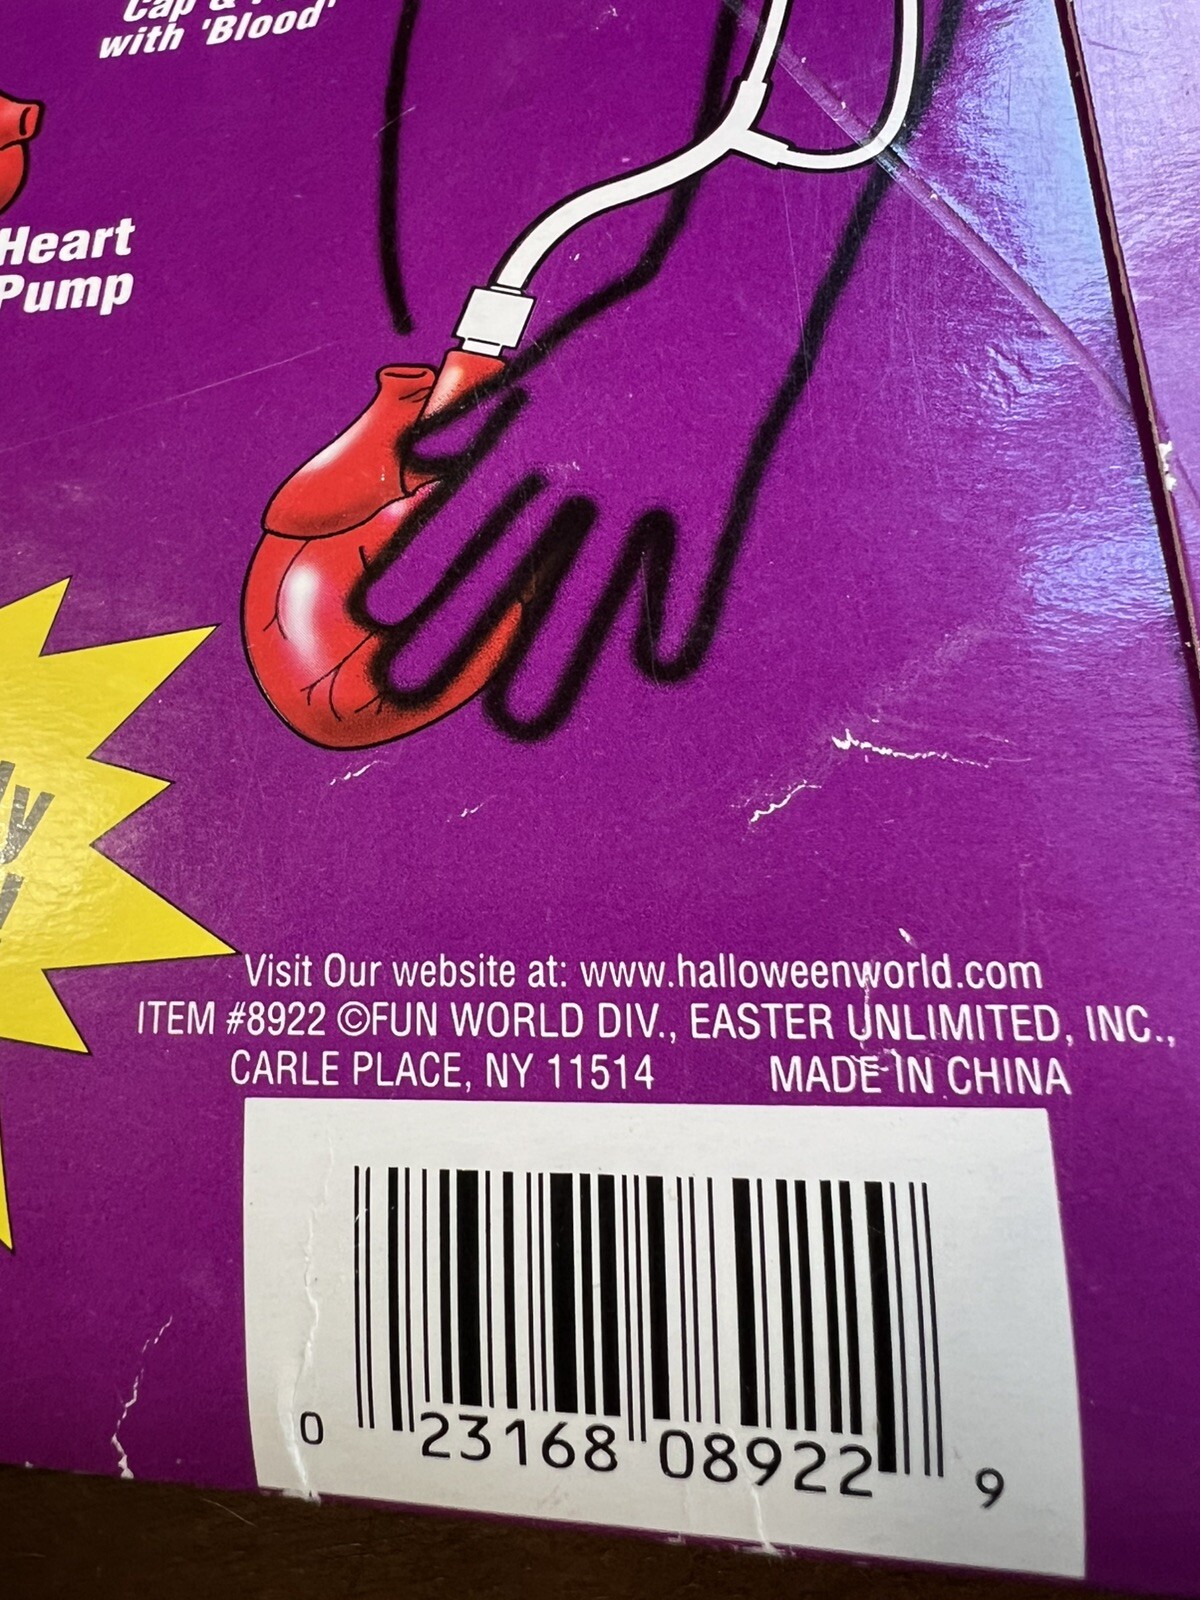 Cap &
with 'Blood'
Heart
Pump
Visit Our website at: www.halloweenworld.com
ITEM #8922 ©FUN WORLD DIV., EASTER UNLIMITED, INC.,
CARLE PLACE, NY 11514 MADE IN CHINA
0 23168 08922 9